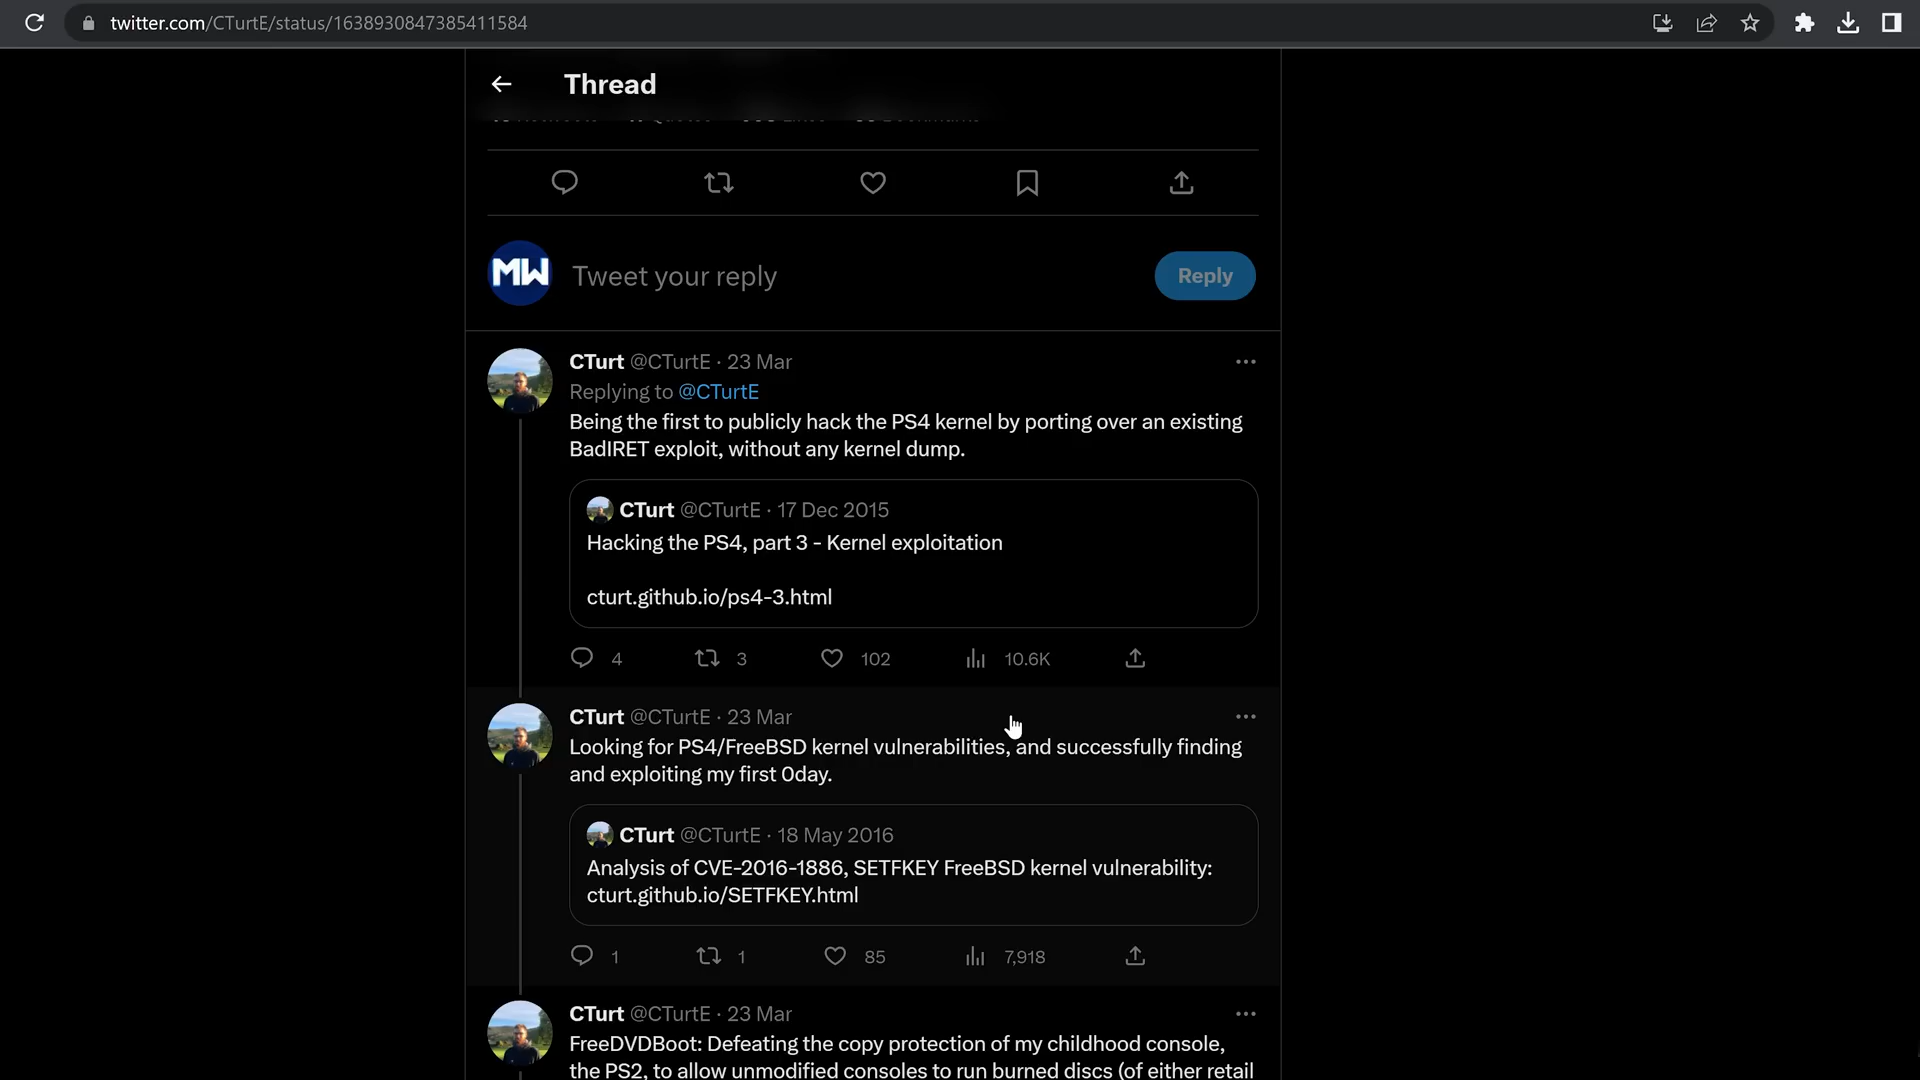 twitter.com/CTurtE/status/1638930847385411584
Thread
MW
Tweet your reply
Reply
CTurt @CTurtE · 23 Mar
Replying to @CTurtE
Being the first to publicly hack the PS4 kernel by porting over an existing
BadIRET exploit, without any kernel dump.
CTurt @CTurtE · 17 Dec 2015
Hacking the PS4, part 3 - Kernel exploitation
cturt.github.io/ps4-3.html
4 3 102 10.6K
CTurt @CTurtE · 23 Mar
Looking for PS4/FreeBSD kernel vulnerabilities, and successfully finding
and exploiting my first 0day.
CTurt @CTurtE · 18 May 2016
Analysis of CVE-2016-1886, SETFKEY FreeBSD kernel vulnerability:
cturt.github.io/SETFKEY.html
1 1 85 7,918
CTurt @CTurtE · 23 Mar
FreeDVDBoot: Defeating the copy protection of my childhood console,
the PS2, to allow unmodified consoles to run burned discs (of either retail